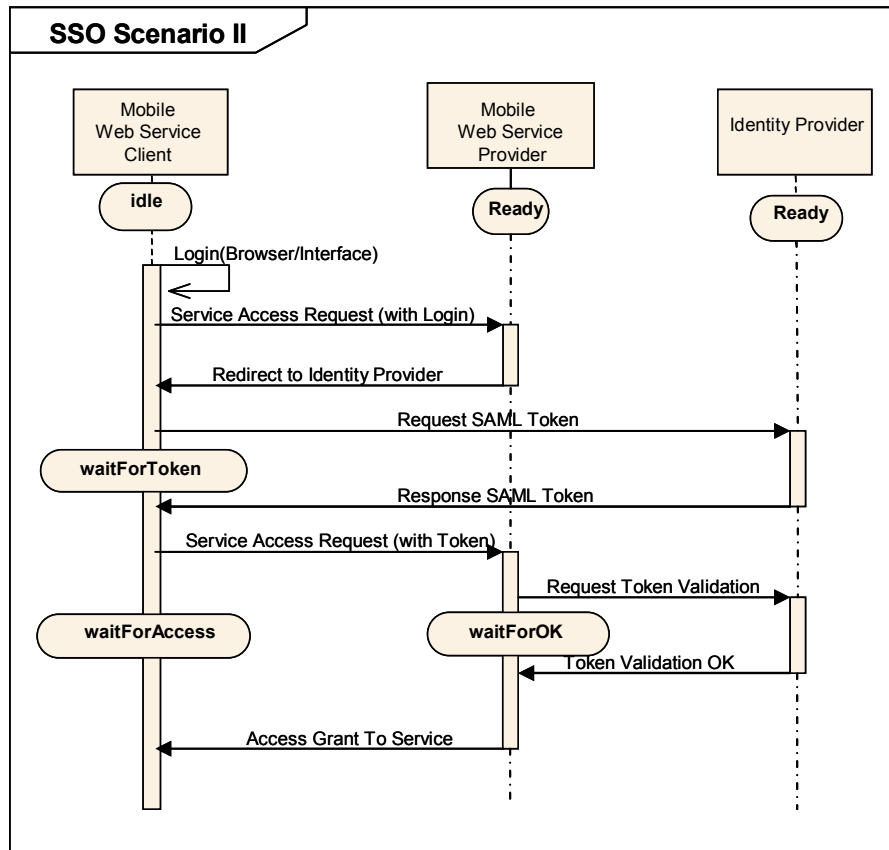 SSO Scenario II
Mobile
Web Service
Client
Mobile
Web Service
Provider
Identity Provider
idle
Ready
Ready
Login(Browser/Interface)
Service Access Request (with Login)
Redirect to Identity Provider
Request SAML Token
waitForToken
Response SAML Token
Service Access Request (with Token)
Request Token Validation
waitForAccess
waitForOK
Token Validation OK
Access Grant To Service